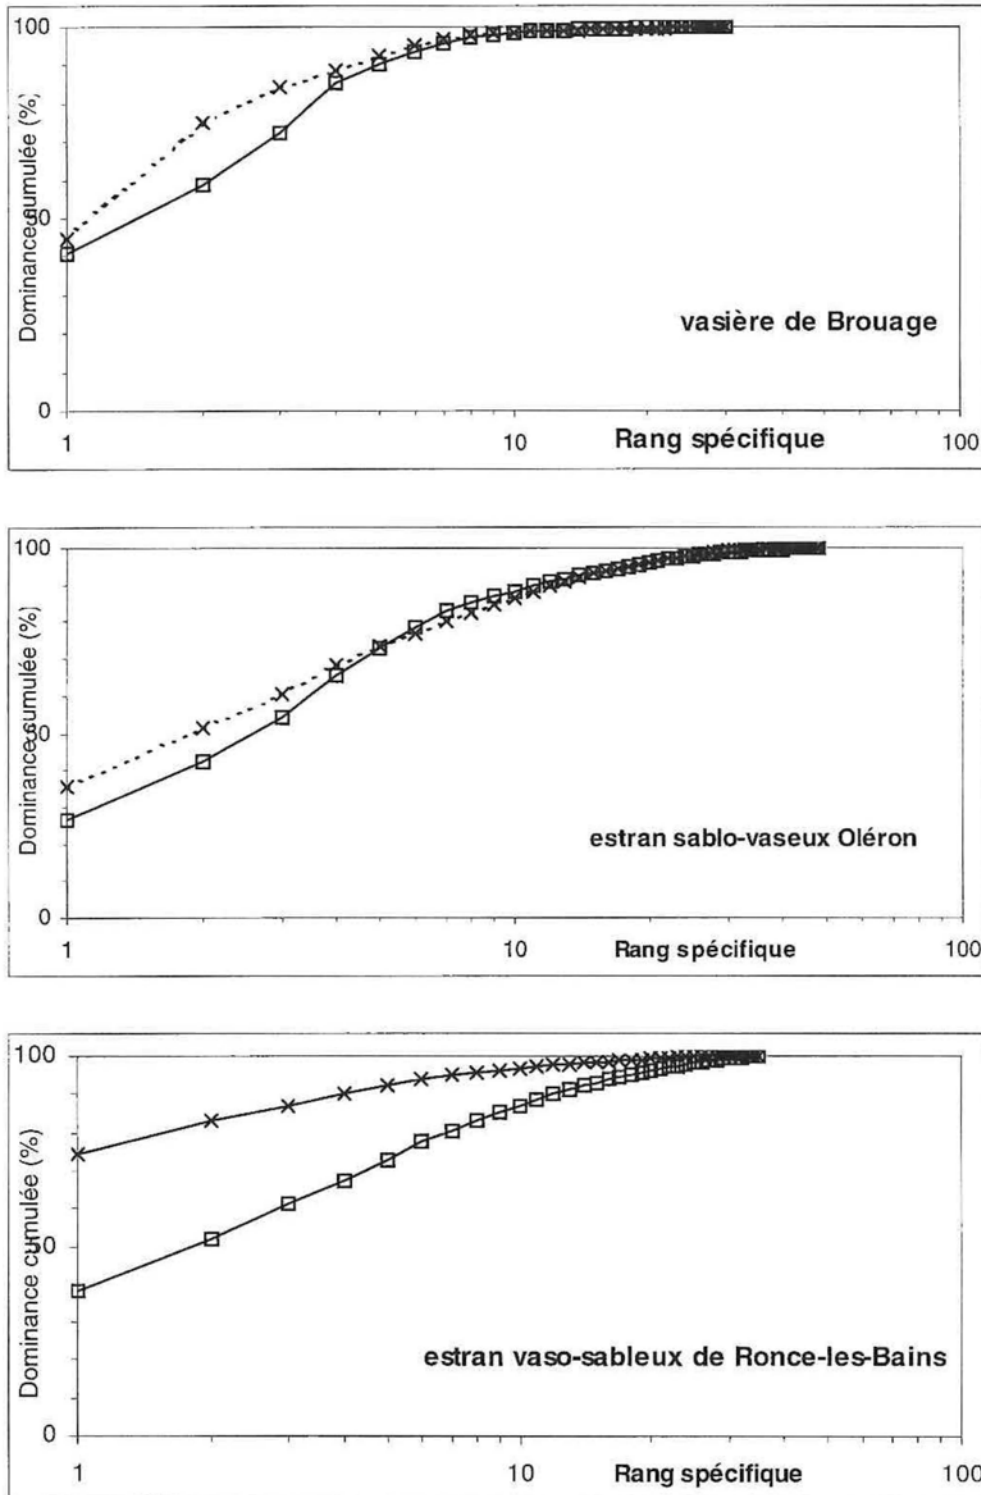 100
Dominance cumulée (%)
50
vasière de Brouage
0
1
Rang spécifique
10
100
100
Dominance cumulée (%)
50
estran sablo-vaseux Oléron
0
1
10
Rang spécifique
100
100
Dominance cumulée (%)
50
estran vaso-sableux de Ronce-les-Bains
0
1
10
Rang spécifique
100